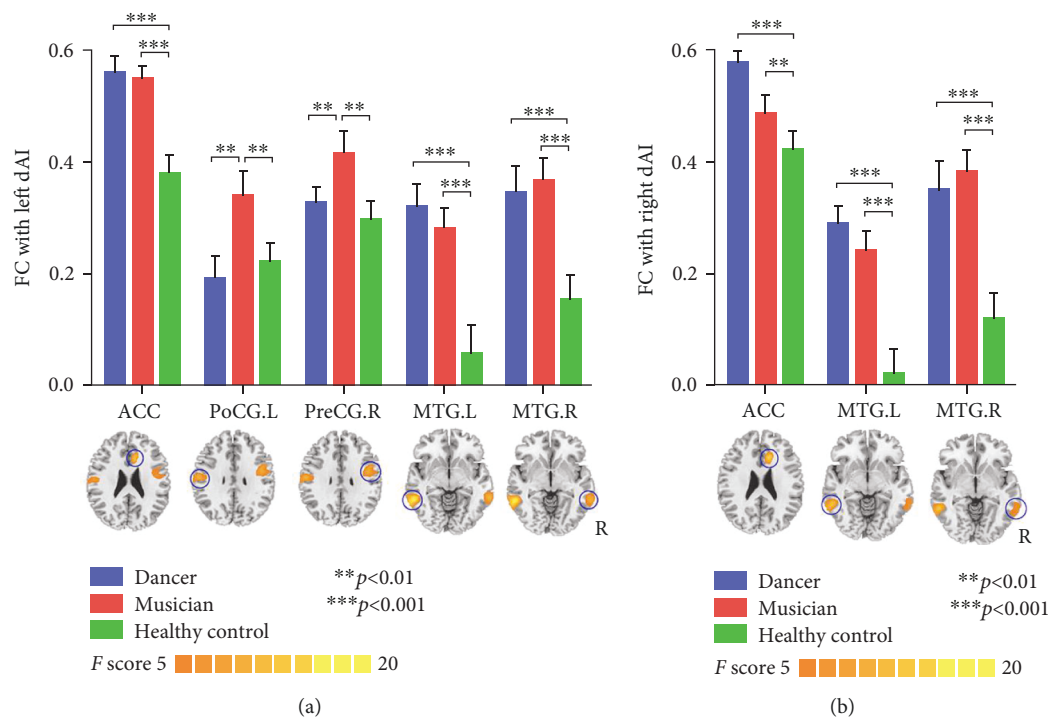 ***
***
**
**
**
**
***
***
***
***
0.6
0.4
0.2
0.0
FC with left dAI
ACC
PoCG.L
PreCG.R
MTG.L
MTG.R
R
Dancer
Musician
Healthy control
**p<0.01
***p<0.001
F score 5
20
(a)
***
**
***
***
***
***
0.6
0.4
0.2
0.0
FC with right dAI
ACC
MTG.L
MTG.R
R
Dancer
Musician
Healthy control
**p<0.01
***p<0.001
F score 5
20
(b)